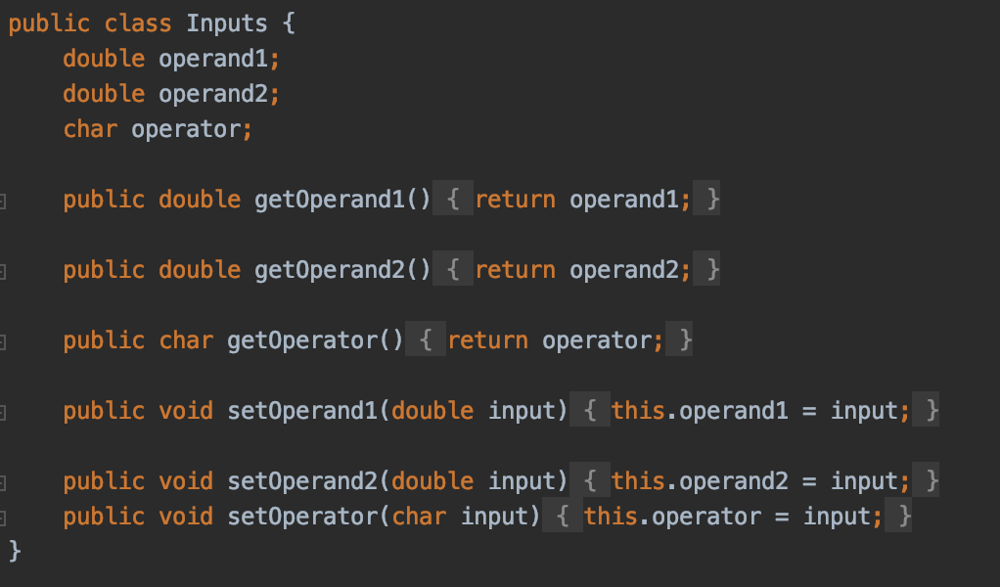 public class Inputs {
    double operand1;
    double operand2;
    char operator;
    public double getOperand1() { return operand1; }
    public double getOperand2() { return operand2; }
    public char getOperator() { return operator; }
    public void setOperand1(double input) { this.operand1 = input; }
    public void setOperand2(double input) { this.operand2 = input; }
    public void setOperator(char input) { this.operator = input; }
}